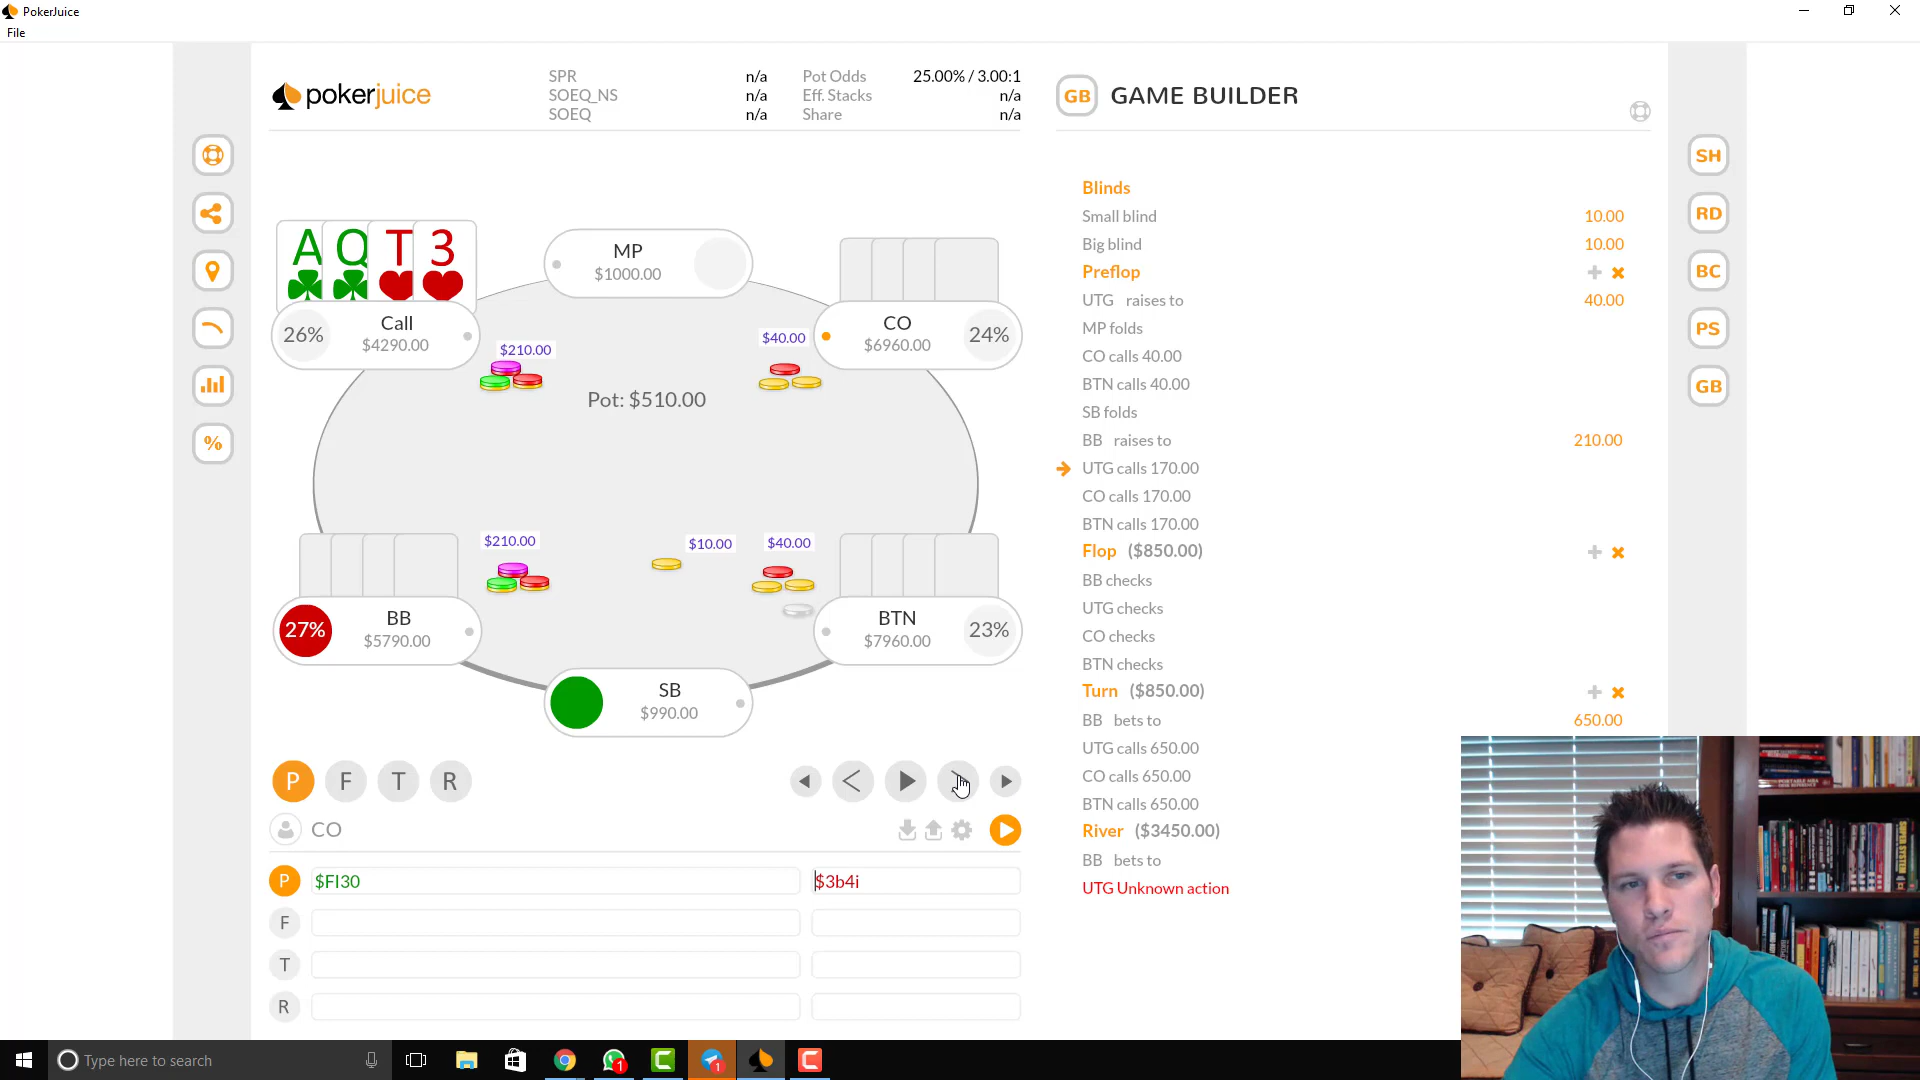 PokerJuice
File
pokerjuice
SPR n/a
SOEQ_NS n/a
SOEQ n/a
Pot Odds 25.00% / 3.00:1
Eff. Stacks n/a
Share n/a
GB GAME BUILDER
A Q T 3
MP
$1000.00
26% Call
$4290.00
CO 24%
$6960.00
$210.00
$40.00
Pot: $510.00
27% BB
$5790.00
$210.00
$10.00
$40.00
BTN 23%
$7960.00
SB
$990.00
%
P F T R
CO
P $FI30 $3b4i
F
T
R
Blinds
Small blind 10.00
Big blind 10.00
Preflop
UTG raises to 40.00
MP folds
CO calls 40.00
BTN calls 40.00
SB folds
BB raises to 210.00
UTG calls 170.00
CO calls 170.00
BTN calls 170.00
Flop ($850.00)
BB checks
UTG checks
CO checks
BTN checks
Turn ($850.00)
BB bets to 650.00
UTG calls 650.00
CO calls 650.00
BTN calls 650.00
River ($3450.00)
BB bets to
UTG Unknown action
SH
RD
BC
PS
GB
Type here to search
1
1